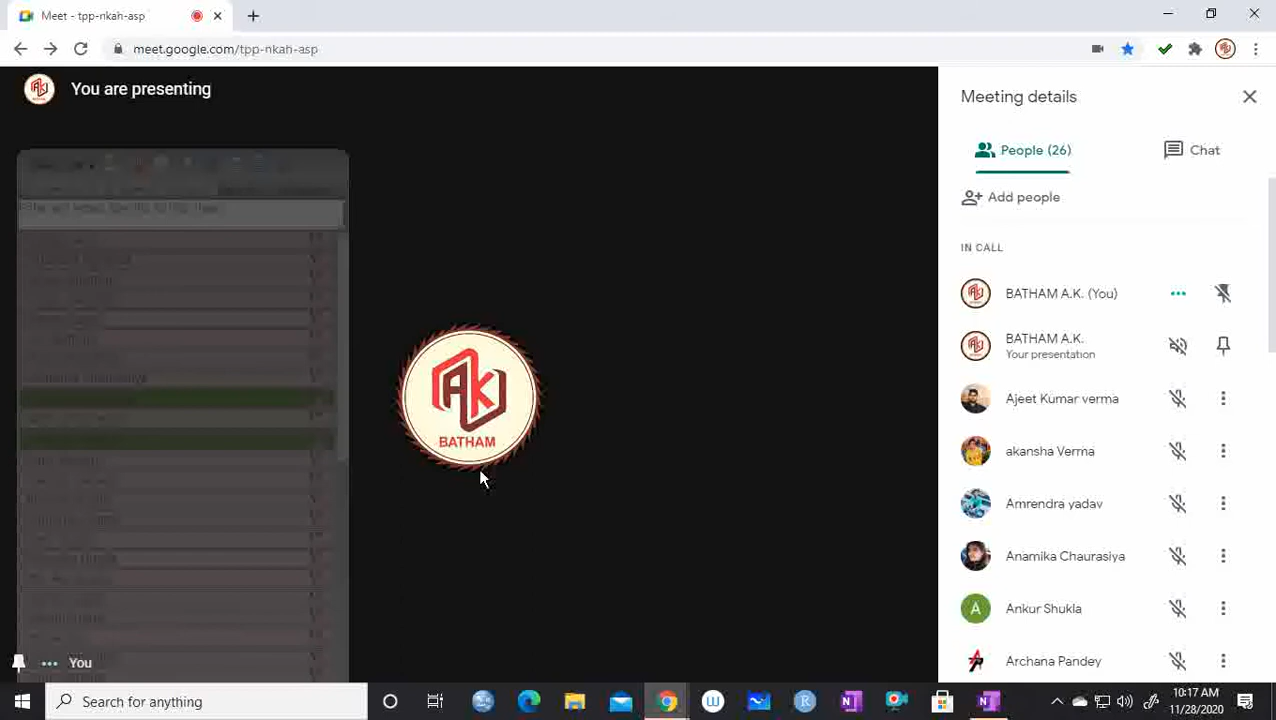 Meet - tpp-nkah-asp
meet.google.com/tpp-nkah-asp
You are presenting
Meeting details
People (26)
Chat
Add people
IN CALL
BATHAM A.K. (You)
BATHAM A.K.
Your presentation
Ajeet Kumar verma
akansha Verma
Amrendra yadav
Anamika Chaurasiya
A Ankur Shukla
Archana Pandey
AK
BATHAM
You
Search for anything
10:17 AM
11/28/2020